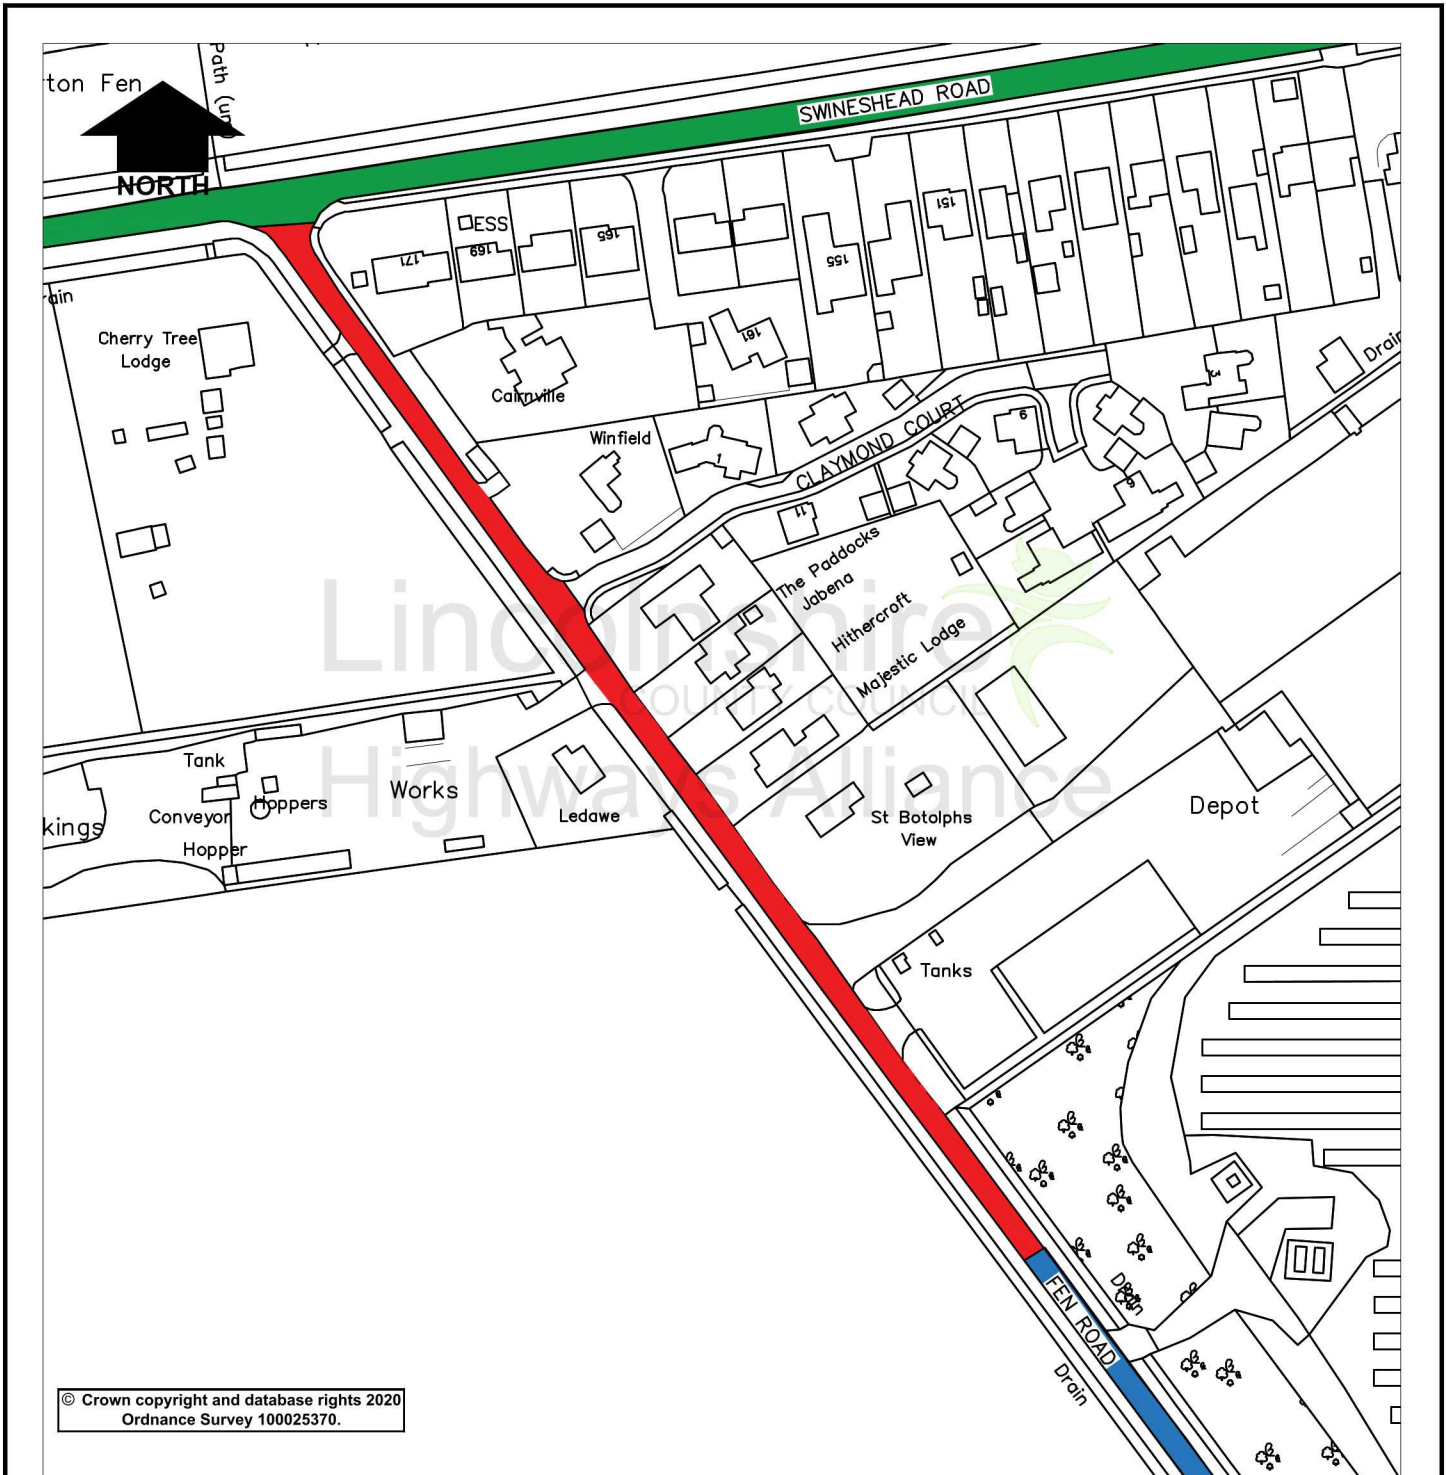 ton Fen
Path (un)
NORTH
SWINESHEAD ROAD
ESS
171
169
165
155
151
161
Cherry Tree
Lodge
Cairnville
Winfield
1
CLAYMOND COURT
3
9
6
11
Drain
The Paddocks
Jabena
Hithercroft
Majestic Lodge
Lincolnshire
COUNTY COUNCIL
Highways Alliance
Tank
Conveyor
Hoppers
Hopper
Works
kings
Ledawe
St Botolphs
View
Depot
Tanks
Drain
FEN ROAD
Drain
© Crown copyright and database rights 2020
Ordnance Survey 100025370.